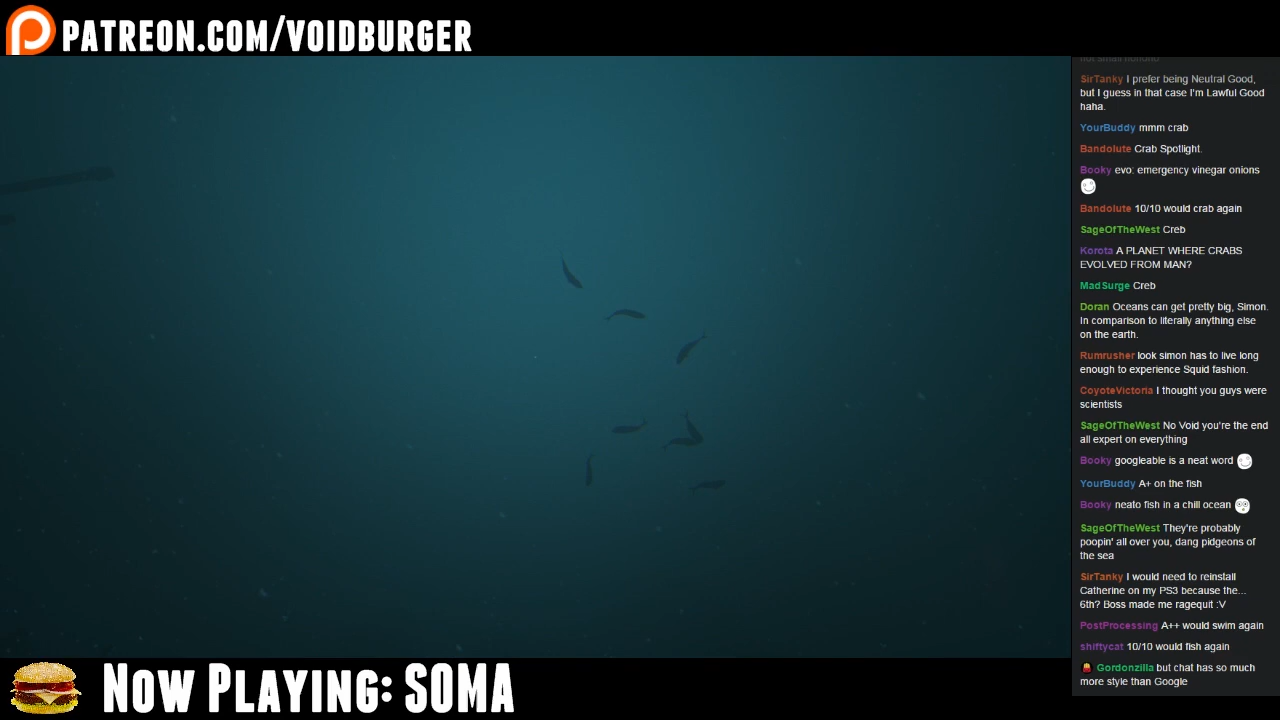 PATREON.COM/VOIDBURGER
SirTanky I prefer being Neutral Good,
but I guess in that case I'm Lawful Good
haha.
YourBuddy mmm crab
Bandolute Crab Spotlight.
Booky evo: emergency vinegar onions
Bandolute 10/10 would crab again
SageOfTheWest Creb
Korota A PLANET WHERE CRABS
EVOLVED FROM MAN?
MadSurge Creb
Doran Oceans can get pretty big, Simon.
In comparison to literally anything else
on the earth.
Rumrusher look simon has to live long
enough to experience Squid fashion.
CoyoteVictoria I thought you guys were
scientists
SageOfTheWest No Void you're the end
all expert on everything
Booky googleable is a neat word
YourBuddy A+ on the fish
Booky neato fish in a chill ocean
SageOfTheWest They're probably
poopin' all over you, dang pidgeons of
the sea
SirTanky I would need to reinstall
Catherine on my PS3 because the...
6th? Boss made me ragequit :V
PostProcessing A++ would swim again
shiftycat 10/10 would fish again
Gordonzilla but chat has so much
more style than Google
Now Playing: SOMA